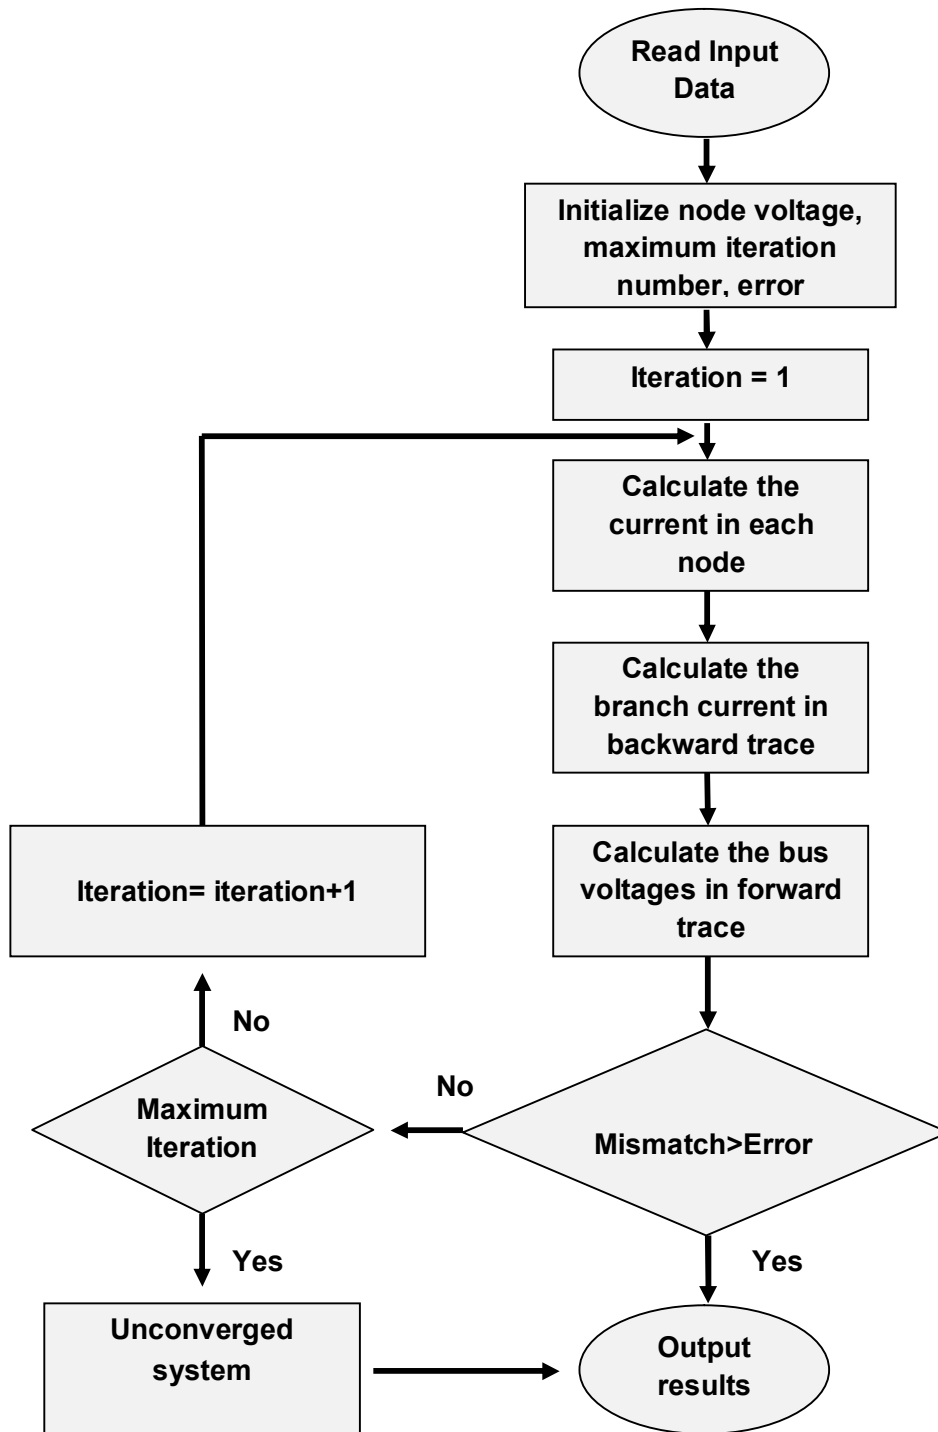 Read Input
Data
Initialize node voltage,
maximum iteration
number, error
Iteration = 1
Calculate the
current in each
node
Calculate the
branch current in
backward trace
Calculate the bus
voltages in forward
trace
Iteration= iteration+1
No
No
Maximum
Iteration
Mismatch>Error
Yes
Yes
Unconverged
system
Output
results